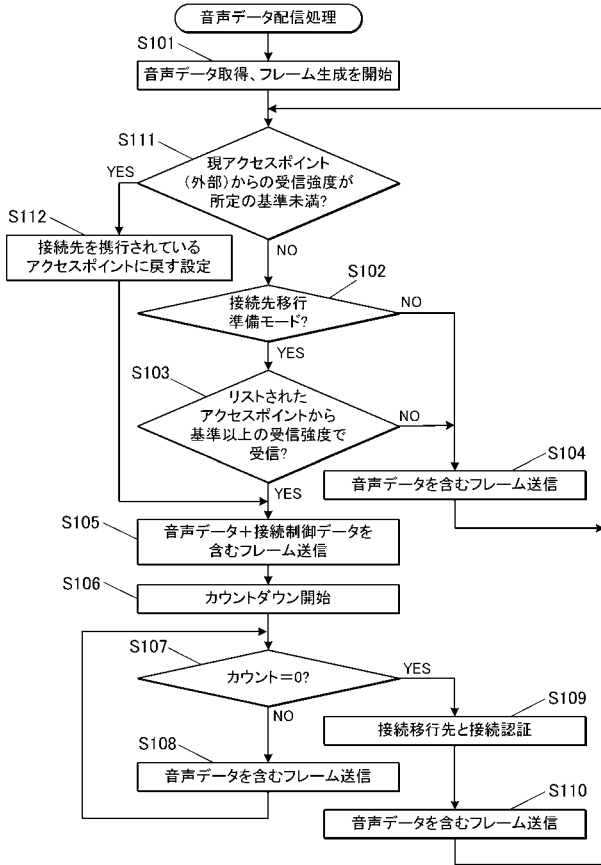 音声データ配信処理
S101
音声データ取得、フレーム生成を開始
S111
現アクセスポイント
(外部)からの受信強度が
所定の基準未満?
YES
NO
S112
接続先を携行されている
アクセスポイントに戻す設定
S102
接続先移行
準備モード?
NO
YES
S103
リストされた
アクセスポイントから
基準以上の受信強度で
受信?
NO
YES
S104
音声データを含むフレーム送信
S105
音声データ+接続制御データを
含むフレーム送信
S106
カウントダウン開始
S107
カウント=0?
YES
NO
S109
接続移行先と接続認証
S108
音声データを含むフレーム送信
S110
音声データを含むフレーム送信